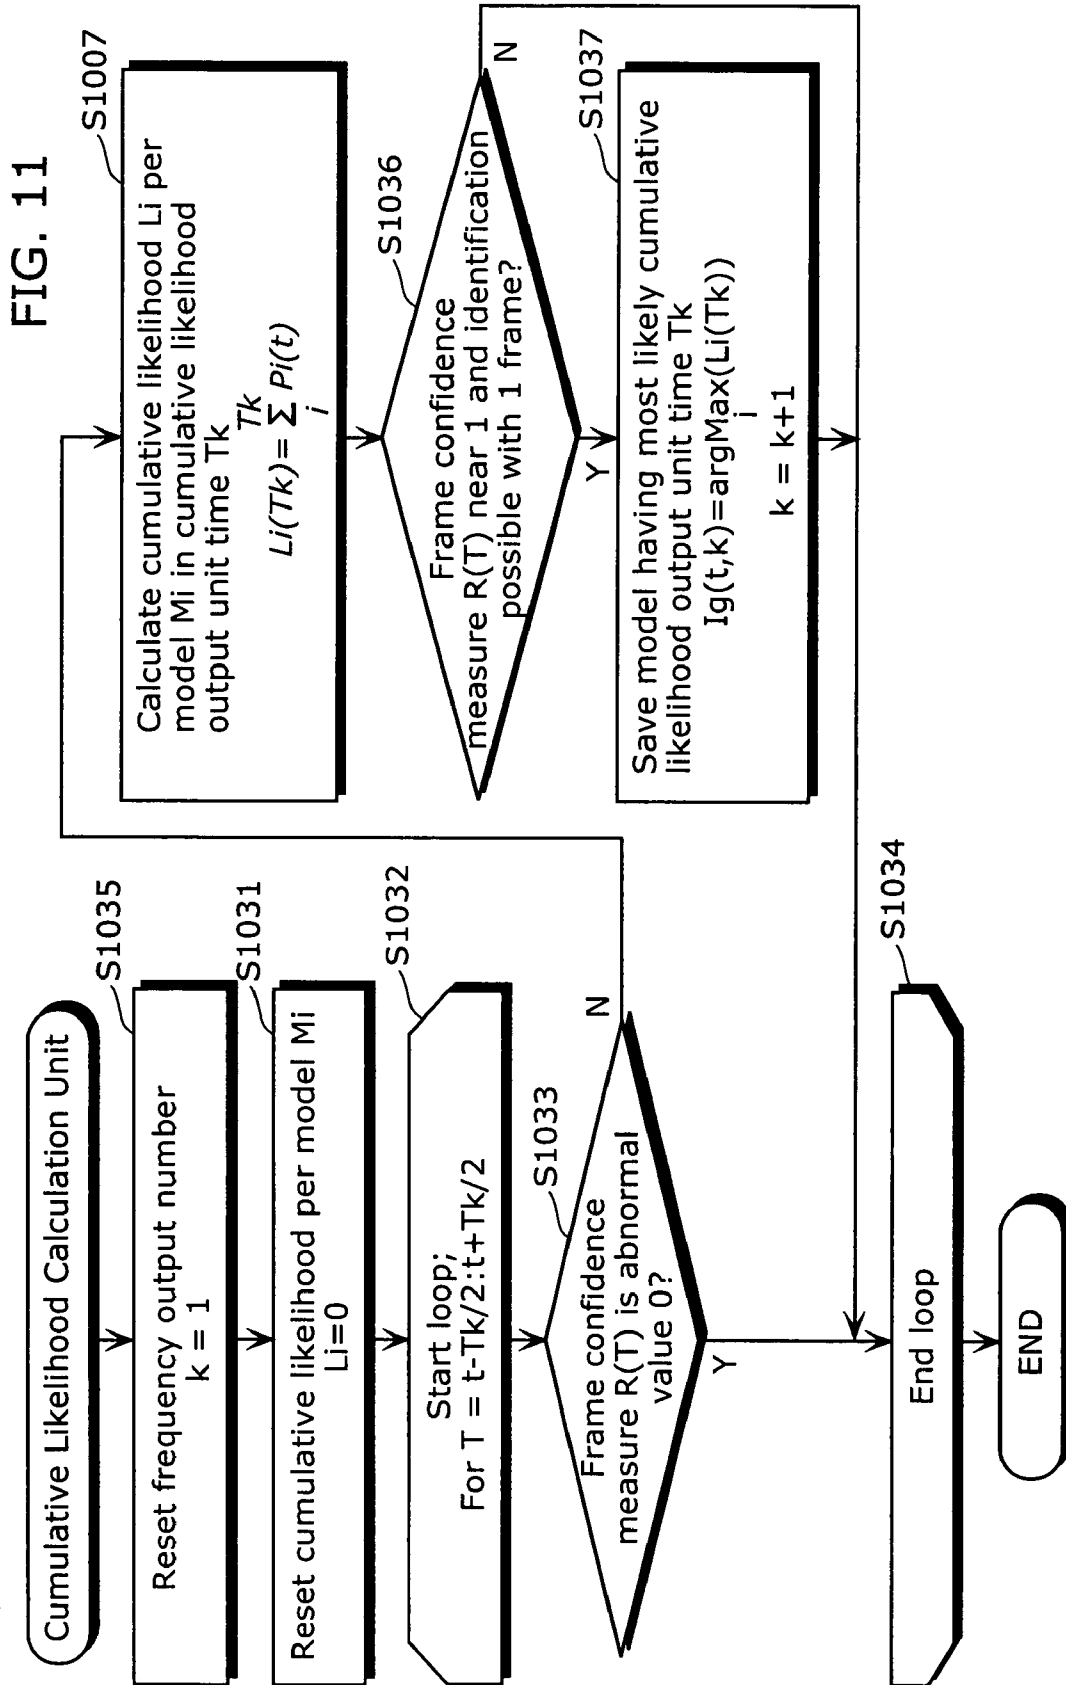 FIG. 11
Cumulative Likelihood Calculation Unit
S1035
Reset frequency output number
k = 1
S1031
Reset cumulative likelihood per model Mi
Li=0
S1032
Start loop;
For T = t-Tk/2:t+Tk/2
S1033
Frame confidence
measure R(T) is abnormal
value 0?
N
Y
S1007
Calculate cumulative likelihood Li per
model Mi in cumulative likelihood
output unit time Tk
Tk
Li(Tk)= Σ Pi(t)
i
S1036
Frame confidence
measure R(T) near 1 and identification
possible with 1 frame?
N
Y
S1037
Save model having most likely cumulative
likelihood output unit time Tk
Ig(t,k)=argMax(Li(Tk))
i
k = k+1
S1034
End loop
END